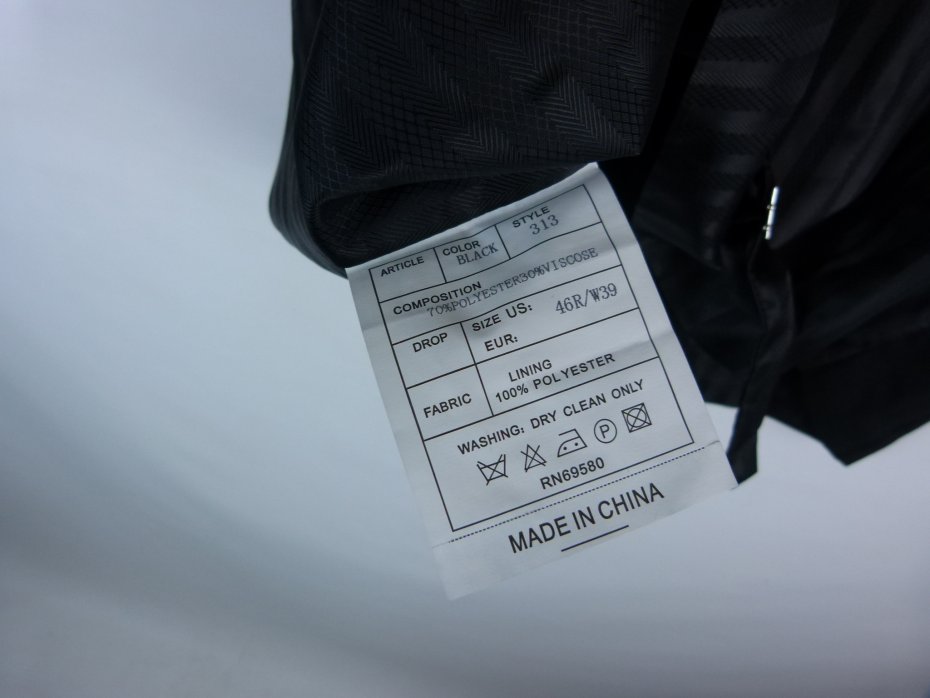 ARTICLE COLOR STYLE
BLACK 313
COMPOSITION
70%POLYESTER30%VISCOSE
DROP SIZE US: 46R/W39
EUR:
FABRIC LINING
100% POLYESTER
WASHING: DRY CLEAN ONLY
P
RN69580
MADE IN CHINA